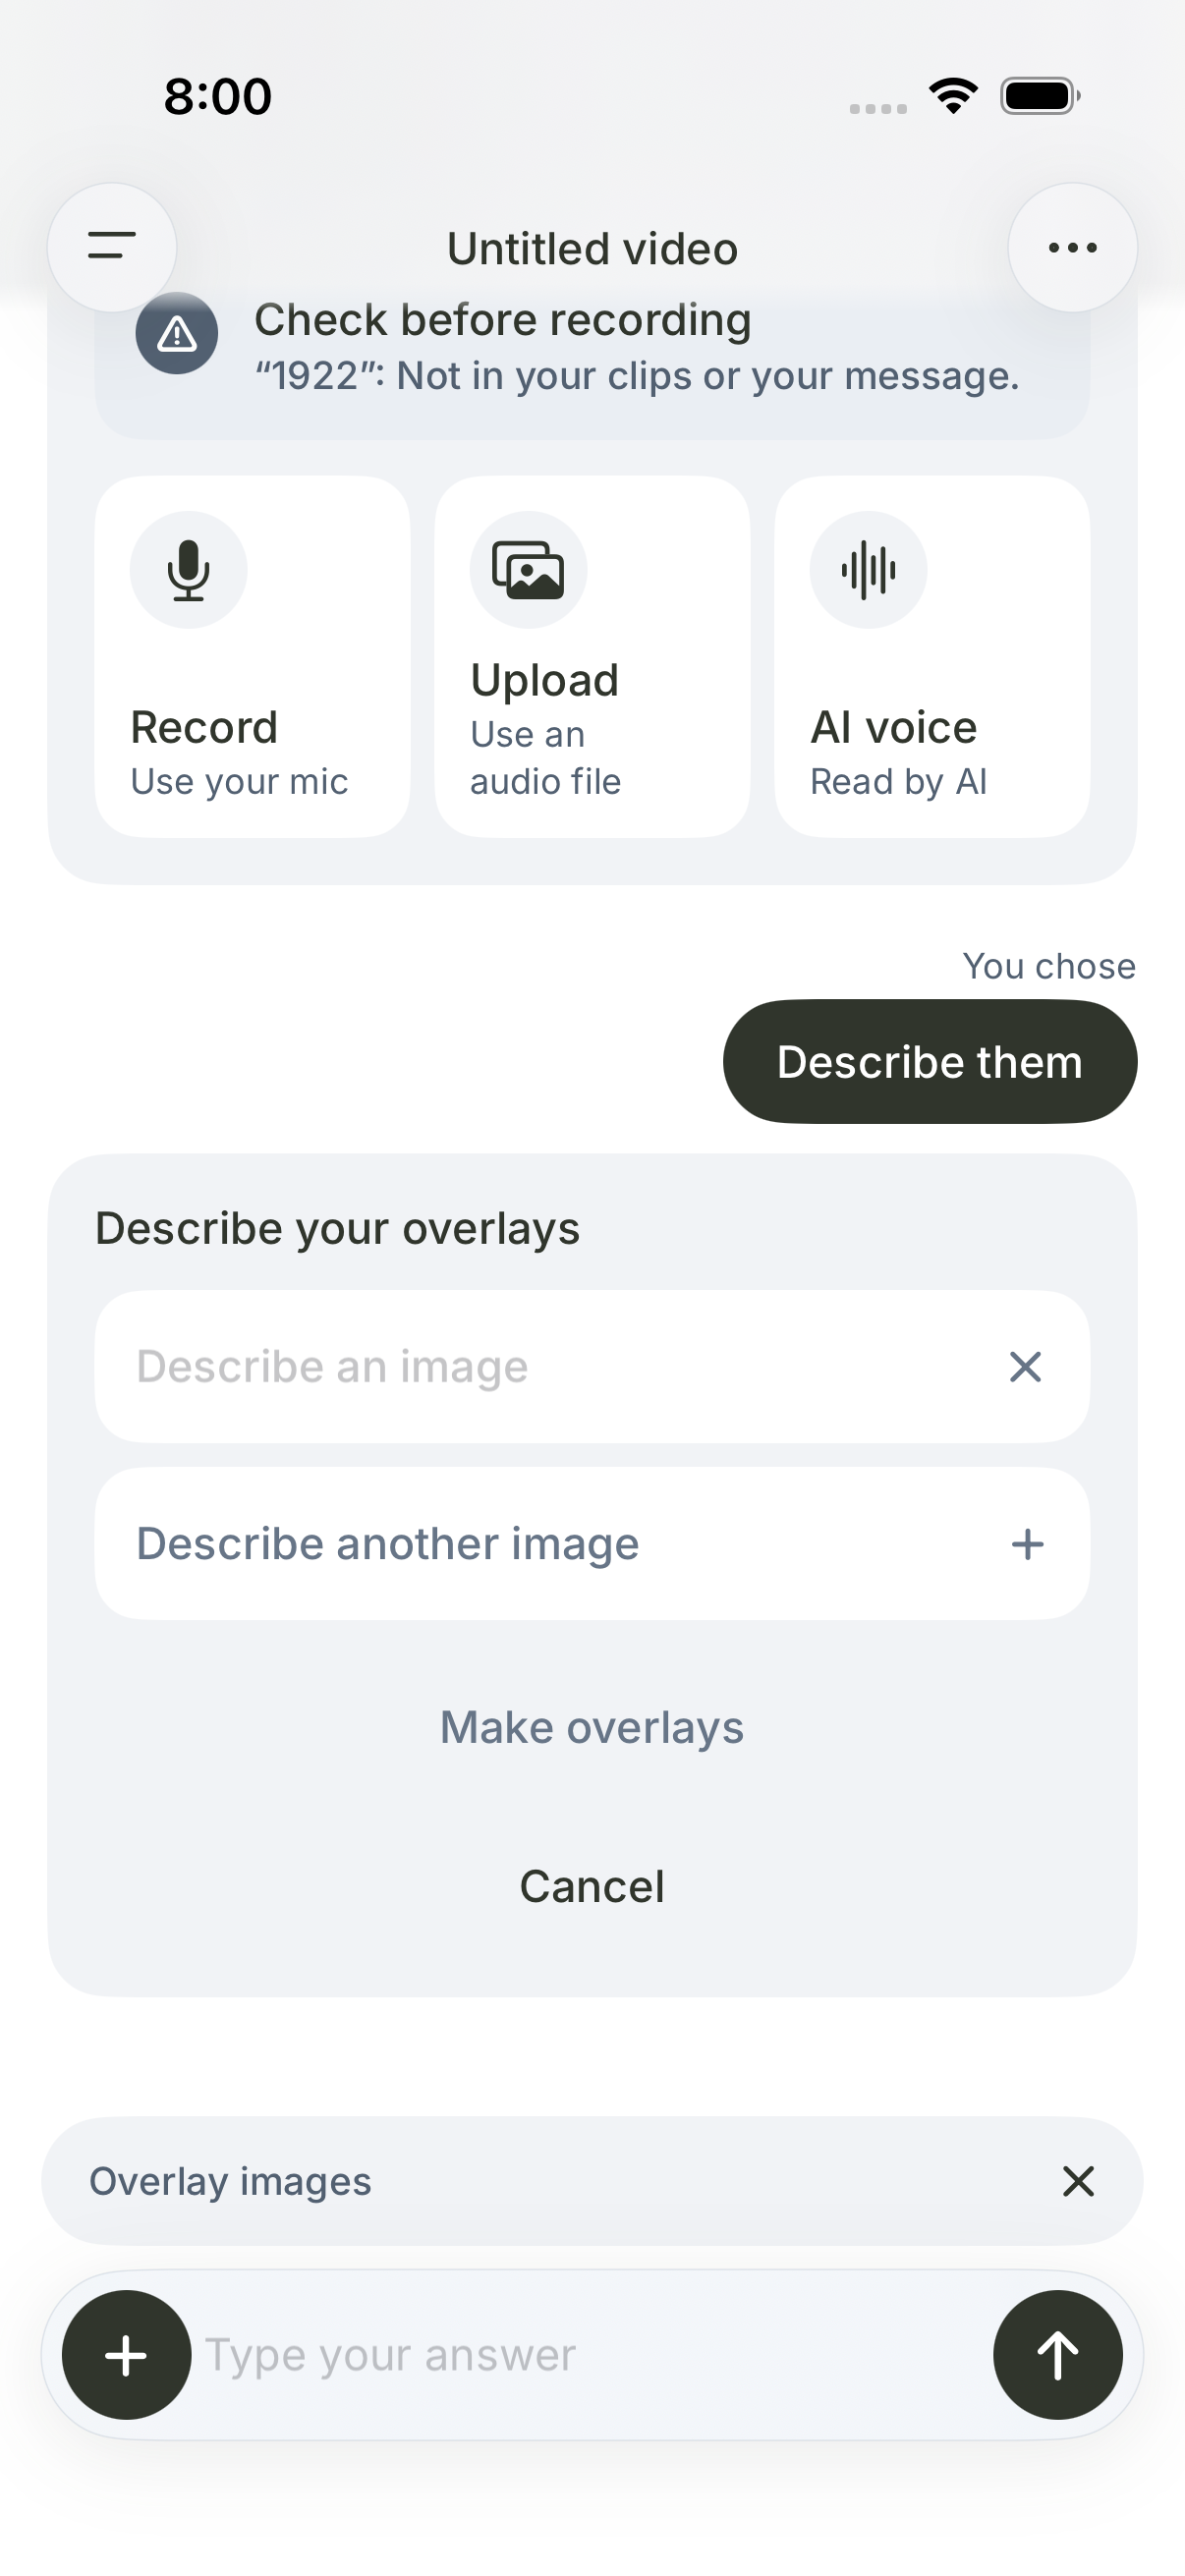 8:00
Untitled video
Check before recording
“1922”: Not in your clips or your message.
Record
Use your mic
Upload
Use an
audio file
AI voice
Read by AI
You chose
Describe them
Describe your overlays
Describe an image
Describe another image
Make overlays
Cancel
Overlay images
Type your answer